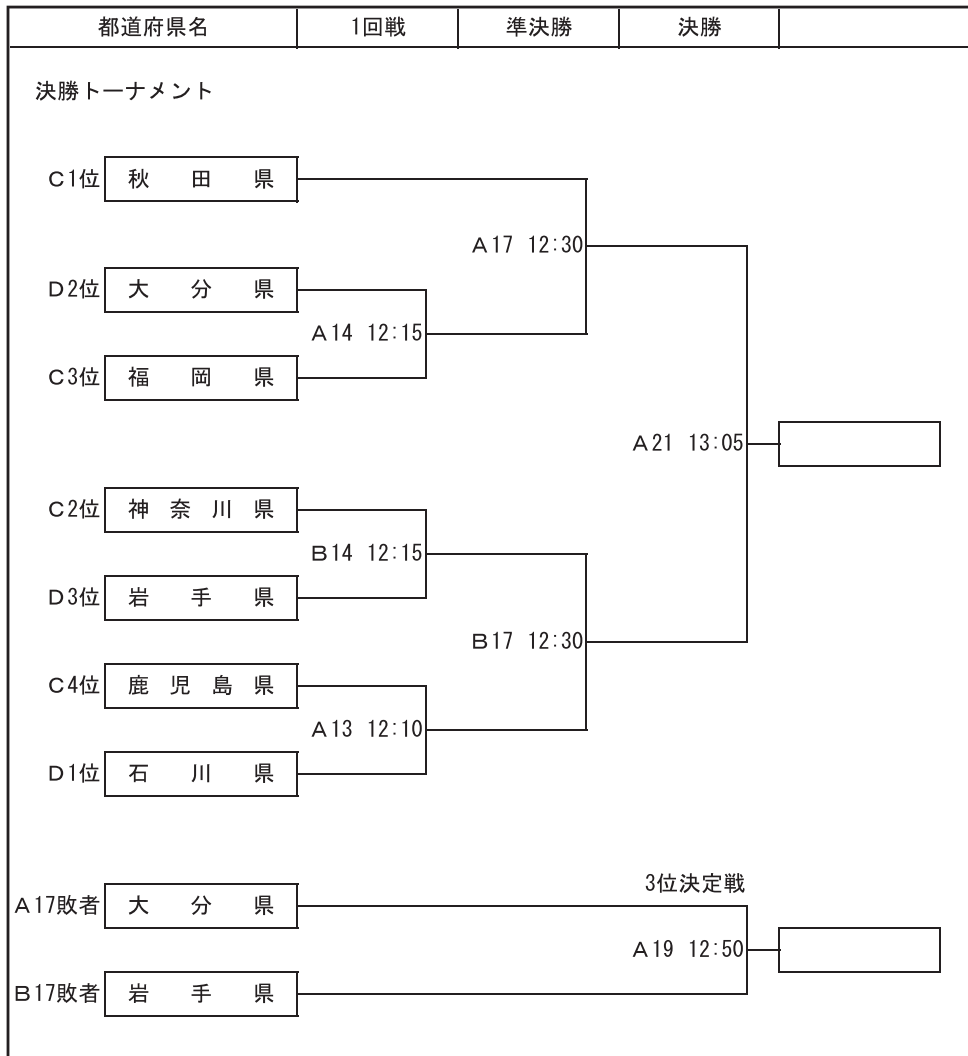 都道府県名 1回戦 準決勝 決勝
決勝トーナメント
C1位 秋田県
A17 12:30
D2位 大分県
A14 12:15
C3位 福岡県
A21 13:05
C2位 神奈川県
B14 12:15
D3位 岩手県
B17 12:30
C4位 鹿児島県
A13 12:10
D1位 石川県
3位決定戦
A17敗者 大分県
A19 12:50
B17敗者 岩手県